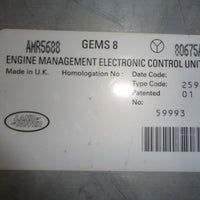 AMR5688 GEMS 8 80675A
ENGINE MANAGEMENT ELECTRONIC CONTROL UNIT
Made in U.K. Homologation No: Date Code:
Type Code: 259
Patented 01
No:
59993